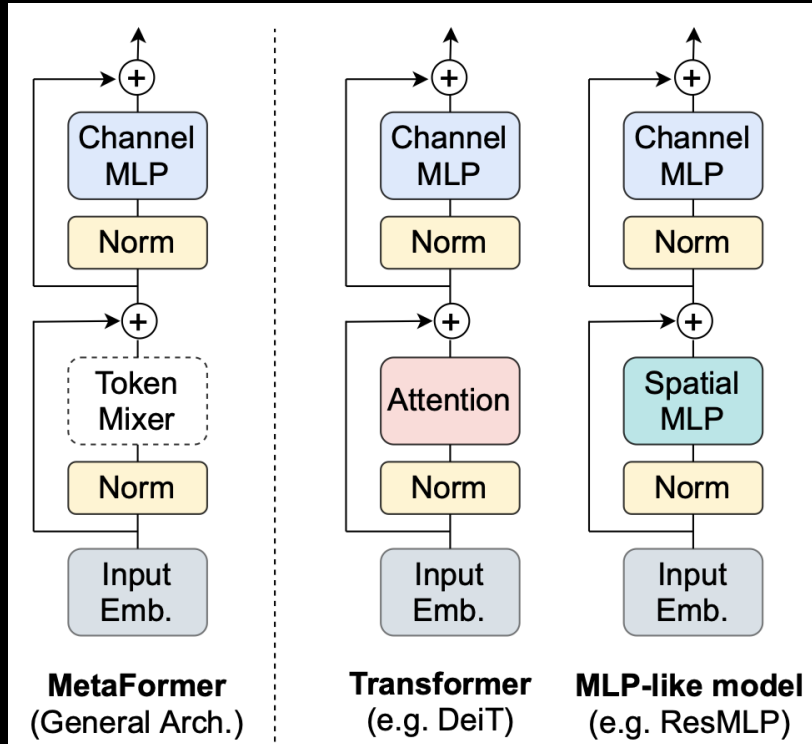 +
Channel
MLP
Norm
+
Token
Mixer
Norm
Input
Emb.
MetaFormer
(General Arch.)
+
Channel
MLP
Norm
+
Attention
Norm
Input
Emb.
Transformer
(e.g. DeiT)
+
Channel
MLP
Norm
+
Spatial
MLP
Norm
Input
Emb.
MLP-like model
(e.g. ResMLP)